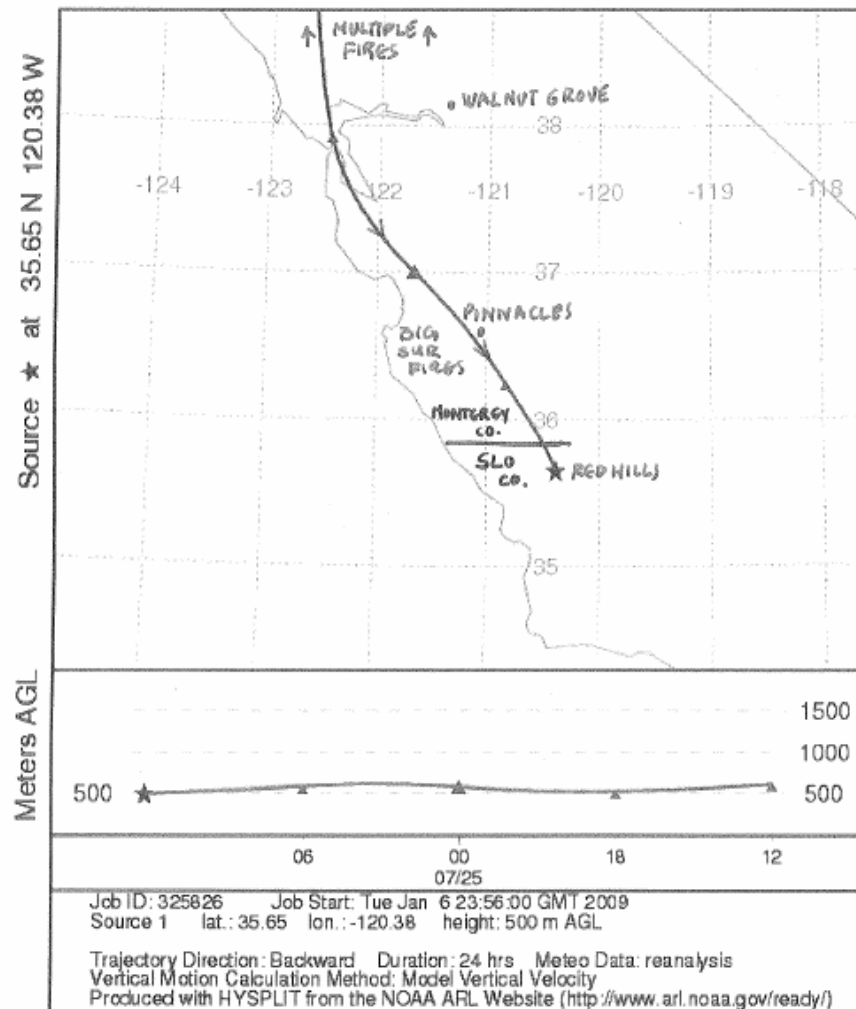 Source ★ at 35.65 N 120.38 W
↑ MULTIPLE ↑
FIRES
WALNUT GROVE
38
-124 -123 -122 -121 -120 -119 -118
37
PINNACLES
BIG
SUR
FIRES
36
MONTEREY
CO.
SLO
CO.
RED HILLS
35
Meters AGL
1500
1000
500 500
06 00 18 12
07/25
Job ID: 325826 Job Start: Tue Jan 6 23:56:00 GMT 2009
Source 1 lat.: 35.65 lon.: -120.38 height: 500 m AGL
Trajectory Direction: Backward Duration: 24 hrs Meteo Data: reanalysis
Vertical Motion Calculation Method: Model Vertical Velocity
Produced with HYSPLIT from the NOAA ARL Website (http://www.arl.noaa.gov/ready/)